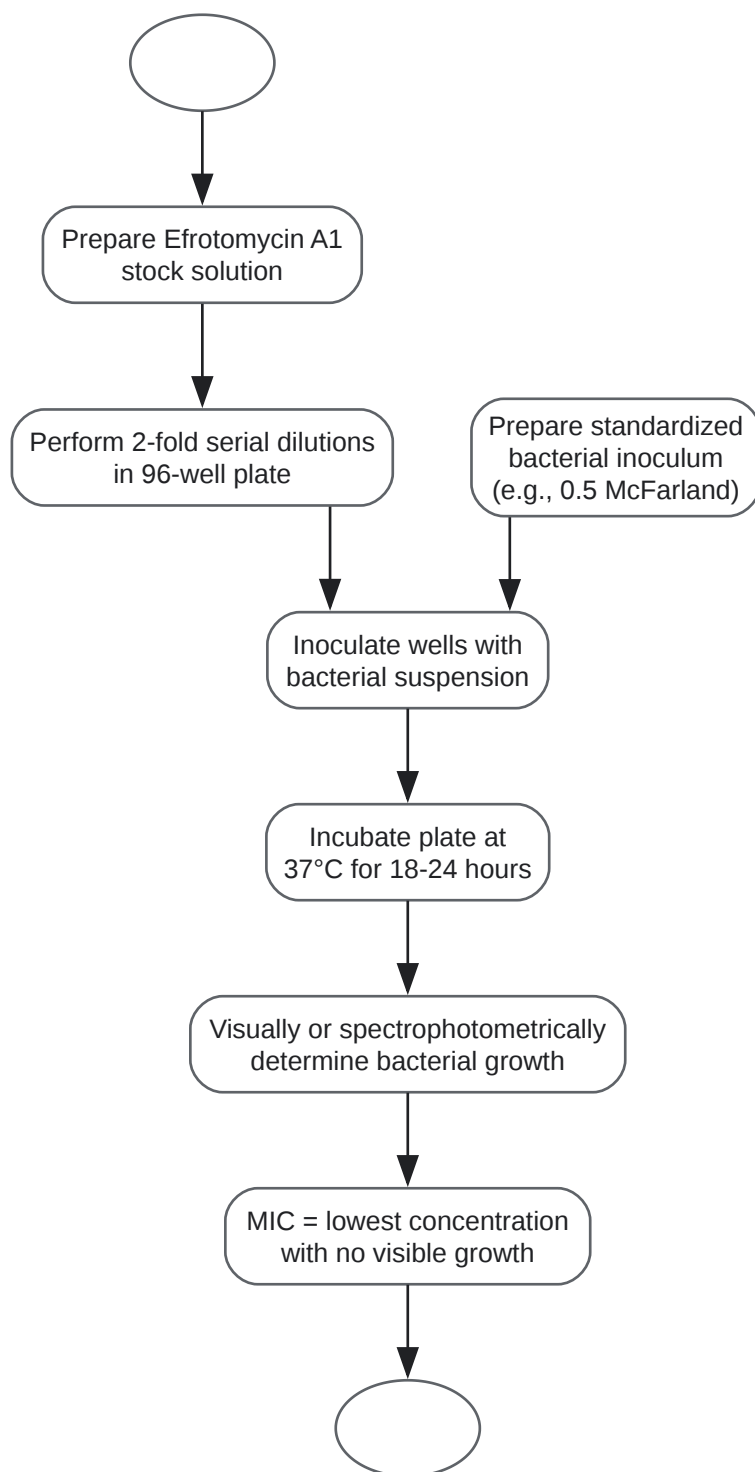 Prepare Efrotomycin A1
stock solution
Perform 2-fold serial dilutions
in 96-well plate
Prepare standardized
bacterial inoculum
(e.g., 0.5 McFarland)
Inoculate wells with
bacterial suspension
Incubate plate at
37°C for 18-24 hours
Visually or spectrophotometrically
determine bacterial growth
MIC = lowest concentration
with no visible growth